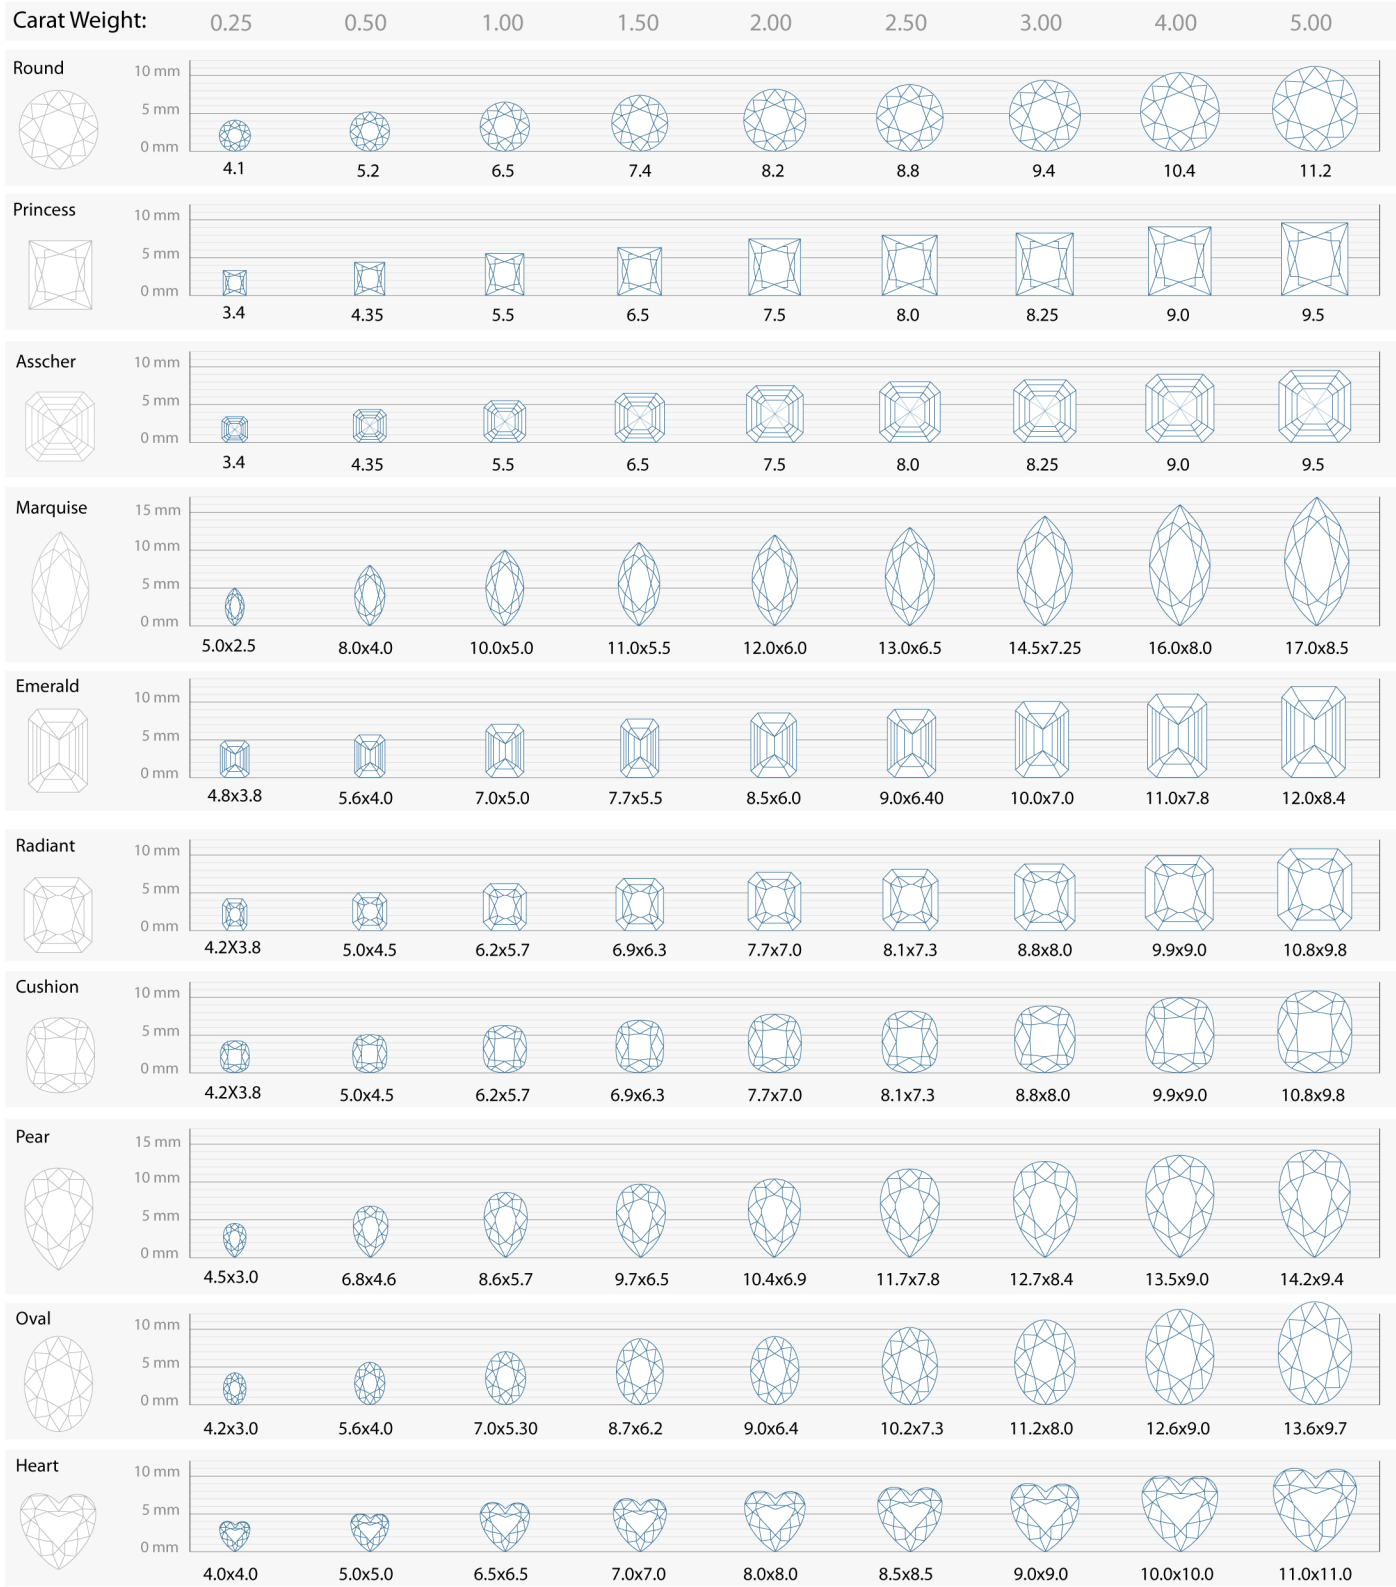 Carat Weight: 0.25 0.50 1.00 1.50 2.00 2.50 3.00 4.00 5.00
Round
10 mm
5 mm
0 mm
4.1 5.2 6.5 7.4 8.2 8.8 9.4 10.4 11.2
Princess
10 mm
5 mm
0 mm
3.4 4.35 5.5 6.5 7.5 8.0 8.25 9.0 9.5
Asscher
10 mm
5 mm
0 mm
3.4 4.35 5.5 6.5 7.5 8.0 8.25 9.0 9.5
Marquise
15 mm
10 mm
5 mm
0 mm
5.0x2.5 8.0x4.0 10.0x5.0 11.0x5.5 12.0x6.0 13.0x6.5 14.5x7.25 16.0x8.0 17.0x8.5
Emerald
10 mm
5 mm
0 mm
4.8x3.8 5.6x4.0 7.0x5.0 7.7x5.5 8.5x6.0 9.0x6.40 10.0x7.0 11.0x7.8 12.0x8.4
Radiant
10 mm
5 mm
0 mm
4.2X3.8 5.0x4.5 6.2x5.7 6.9x6.3 7.7x7.0 8.1x7.3 8.8x8.0 9.9x9.0 10.8x9.8
Cushion
10 mm
5 mm
0 mm
4.2X3.8 5.0x4.5 6.2x5.7 6.9x6.3 7.7x7.0 8.1x7.3 8.8x8.0 9.9x9.0 10.8x9.8
Pear
15 mm
10 mm
5 mm
0 mm
4.5x3.0 6.8x4.6 8.6x5.7 9.7x6.5 10.4x6.9 11.7x7.8 12.7x8.4 13.5x9.0 14.2x9.4
Oval
10 mm
5 mm
0 mm
4.2x3.0 5.6x4.0 7.0x5.30 8.7x6.2 9.0x6.4 10.2x7.3 11.2x8.0 12.6x9.0 13.6x9.7
Heart
10 mm
5 mm
0 mm
4.0x4.0 5.0x5.0 6.5x6.5 7.0x7.0 8.0x8.0 8.5x8.5 9.0x9.0 10.0x10.0 11.0x11.0